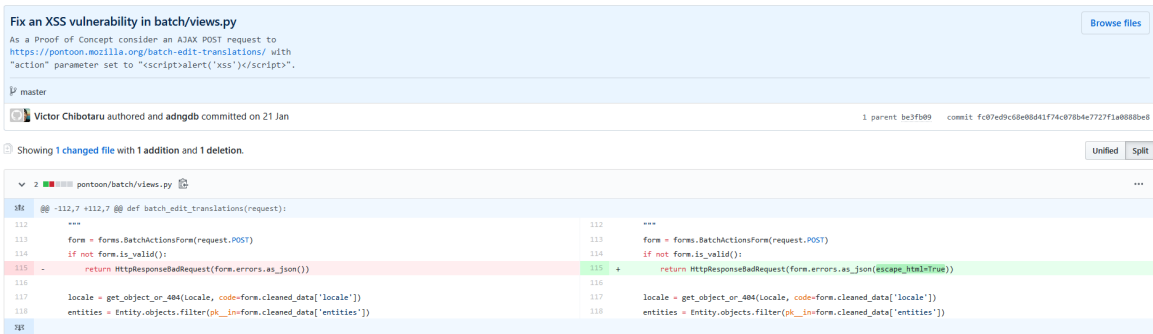 Fix an XSS vulnerability in batch/views.py
Browse files
As a Proof of Concept consider an AJAX POST request to
https://pontoon.mozilla.org/batch-edit-translations/ with
"action" parameter set to "<script>alert('xss')</script>".
master
Victor Chibotaru authored and adngdb committed on 21 Jan
1 parent be3fb09 commit fc07ed9c68e08d41f74c078b4e7727f1a0888be8
Showing 1 changed file with 1 addition and 1 deletion.
Unified Split
2 pontoon/batch/views.py
@@ -112,7 +112,7 @@ def batch_edit_translations(request):
112 """ 112 """
113 form = forms.BatchActionsForm(request.POST) 113 form = forms.BatchActionsForm(request.POST)
114 if not form.is_valid(): 114 if not form.is_valid():
115 - return HttpResponseBadRequest(form.errors.as_json()) 115 + return HttpResponseBadRequest(form.errors.as_json(escape_html=True))
116 116
117 locale = get_object_or_404(Locale, code=form.cleaned_data['locale']) 117 locale = get_object_or_404(Locale, code=form.cleaned_data['locale'])
118 entities = Entity.objects.filter(pk__in=form.cleaned_data['entities']) 118 entities = Entity.objects.filter(pk__in=form.cleaned_data['entities'])